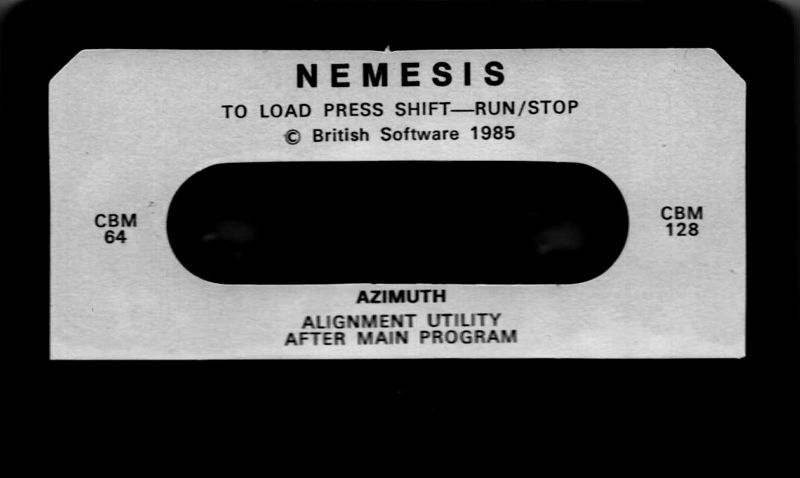 NEMESIS
TO LOAD PRESS SHIFT—RUN/STOP
© British Software 1985
CBM
64
CBM
128
AZIMUTH
ALIGNMENT UTILITY
AFTER MAIN PROGRAM